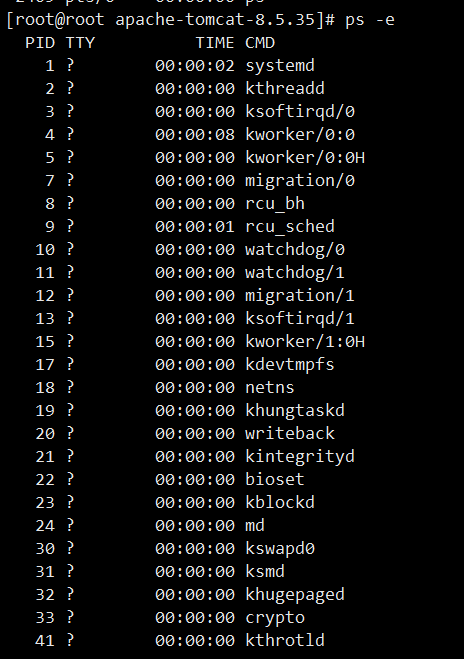 [root@root apache-tomcat-8.5.35]# ps -e
PID TTY TIME CMD
1 ? 00:00:02 systemd
2 ? 00:00:00 kthreadd
3 ? 00:00:00 ksoftirqd/0
4 ? 00:00:08 kworker/0:0
5 ? 00:00:00 kworker/0:0H
7 ? 00:00:00 migration/0
8 ? 00:00:00 rcu_bh
9 ? 00:00:01 rcu_sched
10 ? 00:00:00 watchdog/0
11 ? 00:00:00 watchdog/1
12 ? 00:00:00 migration/1
13 ? 00:00:00 ksoftirqd/1
15 ? 00:00:00 kworker/1:0H
17 ? 00:00:00 kdevtmpfs
18 ? 00:00:00 netns
19 ? 00:00:00 khungtaskd
20 ? 00:00:00 writeback
21 ? 00:00:00 kintegrityd
22 ? 00:00:00 bioset
23 ? 00:00:00 kblockd
24 ? 00:00:00 md
30 ? 00:00:00 kswapd0
31 ? 00:00:00 ksmd
32 ? 00:00:00 khugepaged
33 ? 00:00:00 crypto
41 ? 00:00:00 kthrotld